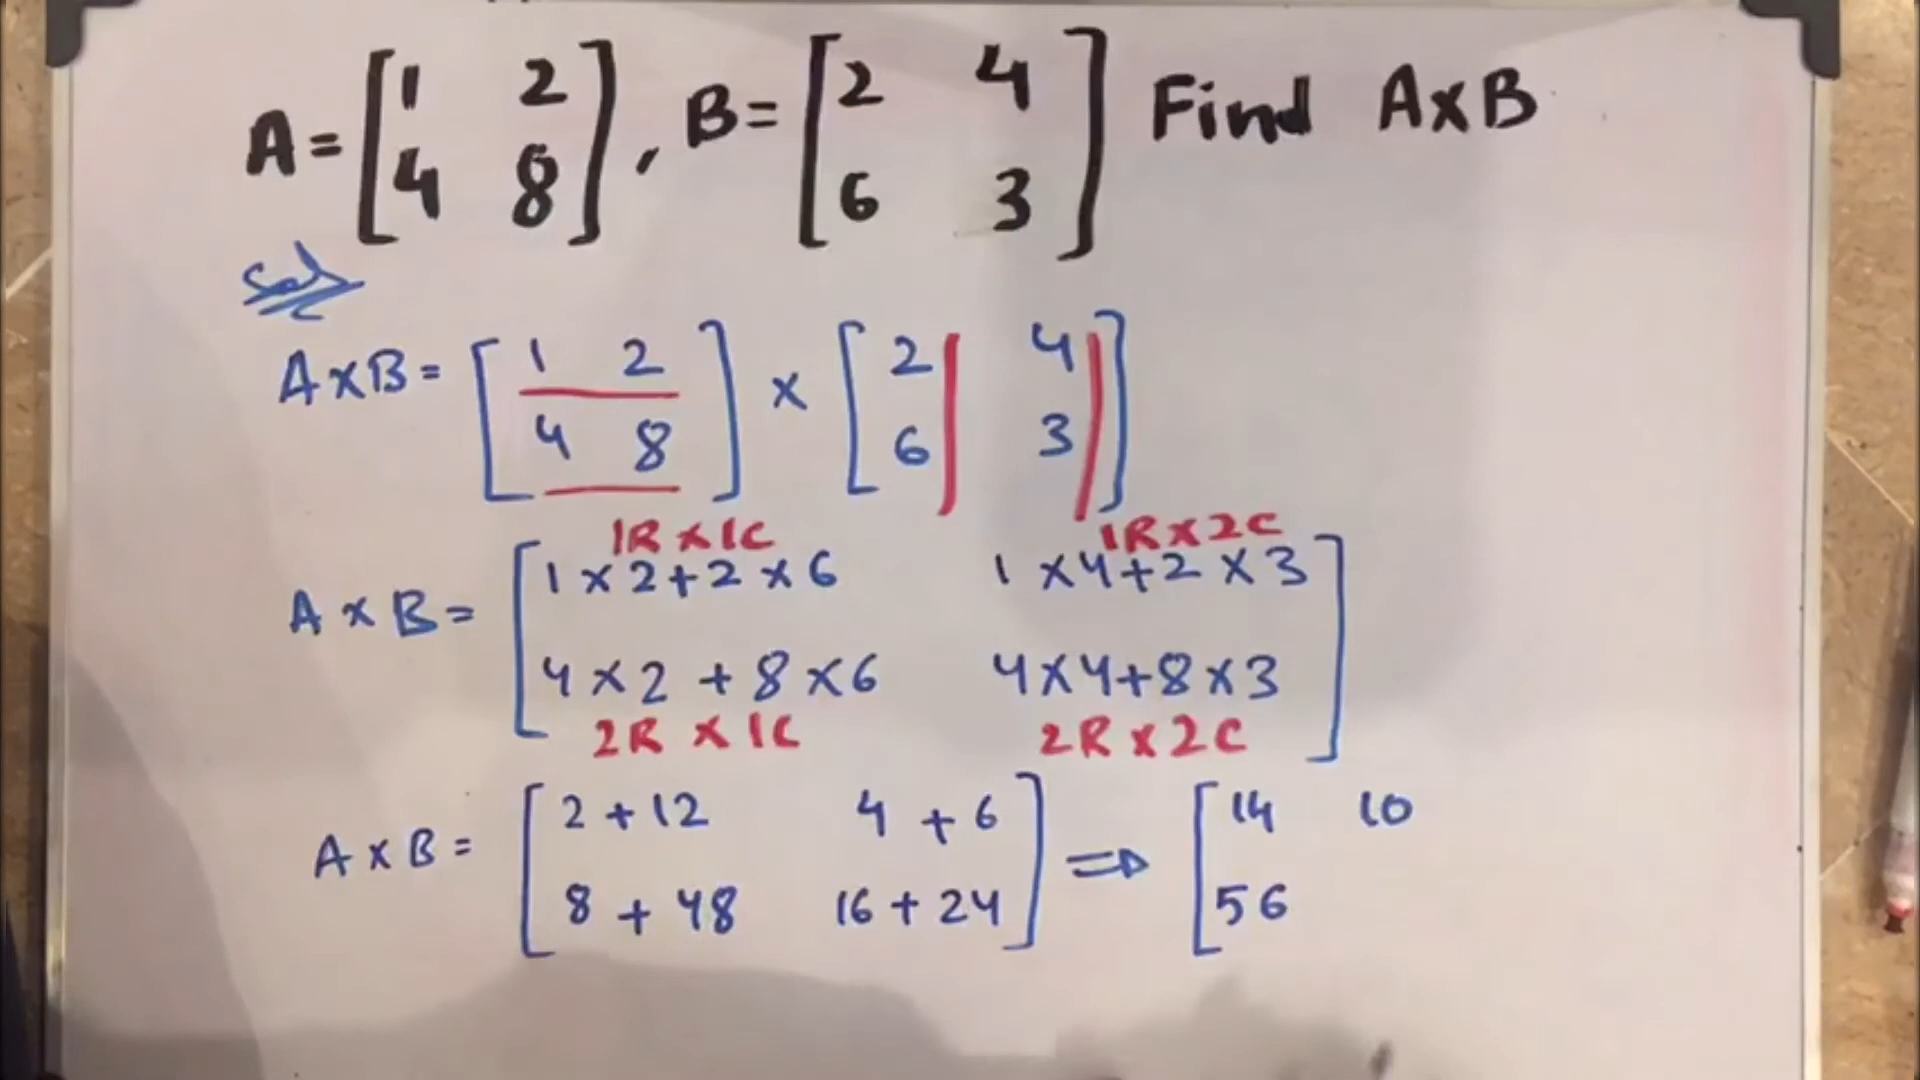 A = [1 2 4 8], B = [2 4 6 3] Find A×B
Sol
A×B = [1 2 4 8] × [2 4 6 3]
1R×1C 1R×2C
A×B = [1×2+2×6 1×4+2×3
4×2+8×6 4×4+8×3]
2R×1C 2R×2C
A×B = [2+12 4+6 ⇒ [14 10
8+48 16+24] 56